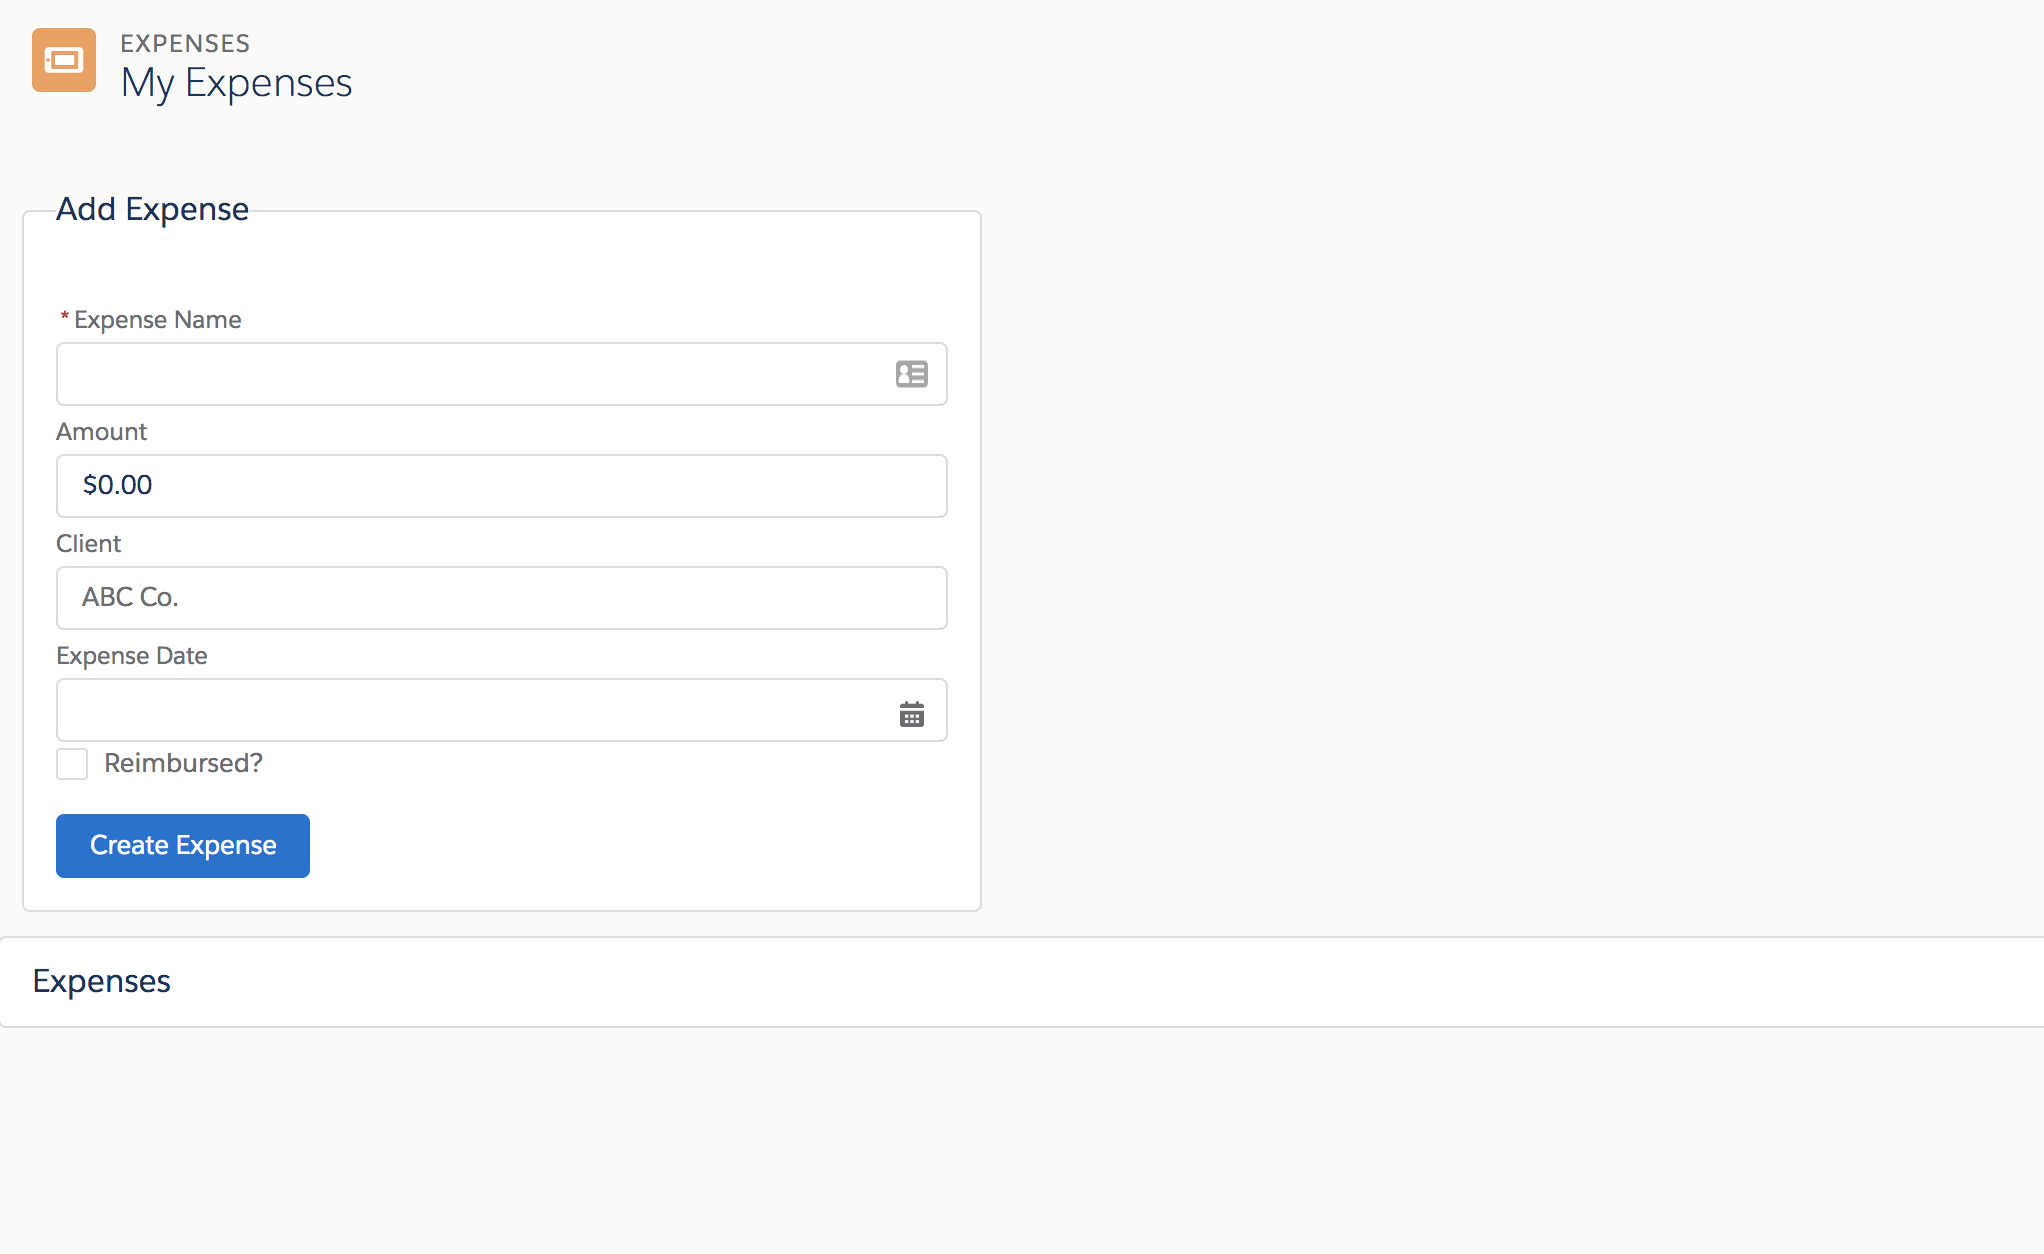 EXPENSES
My Expenses
Add Expense
* Expense Name
Amount
$0.00
Client
ABC Co.
Expense Date
Reimbursed?
Create Expense
Expenses